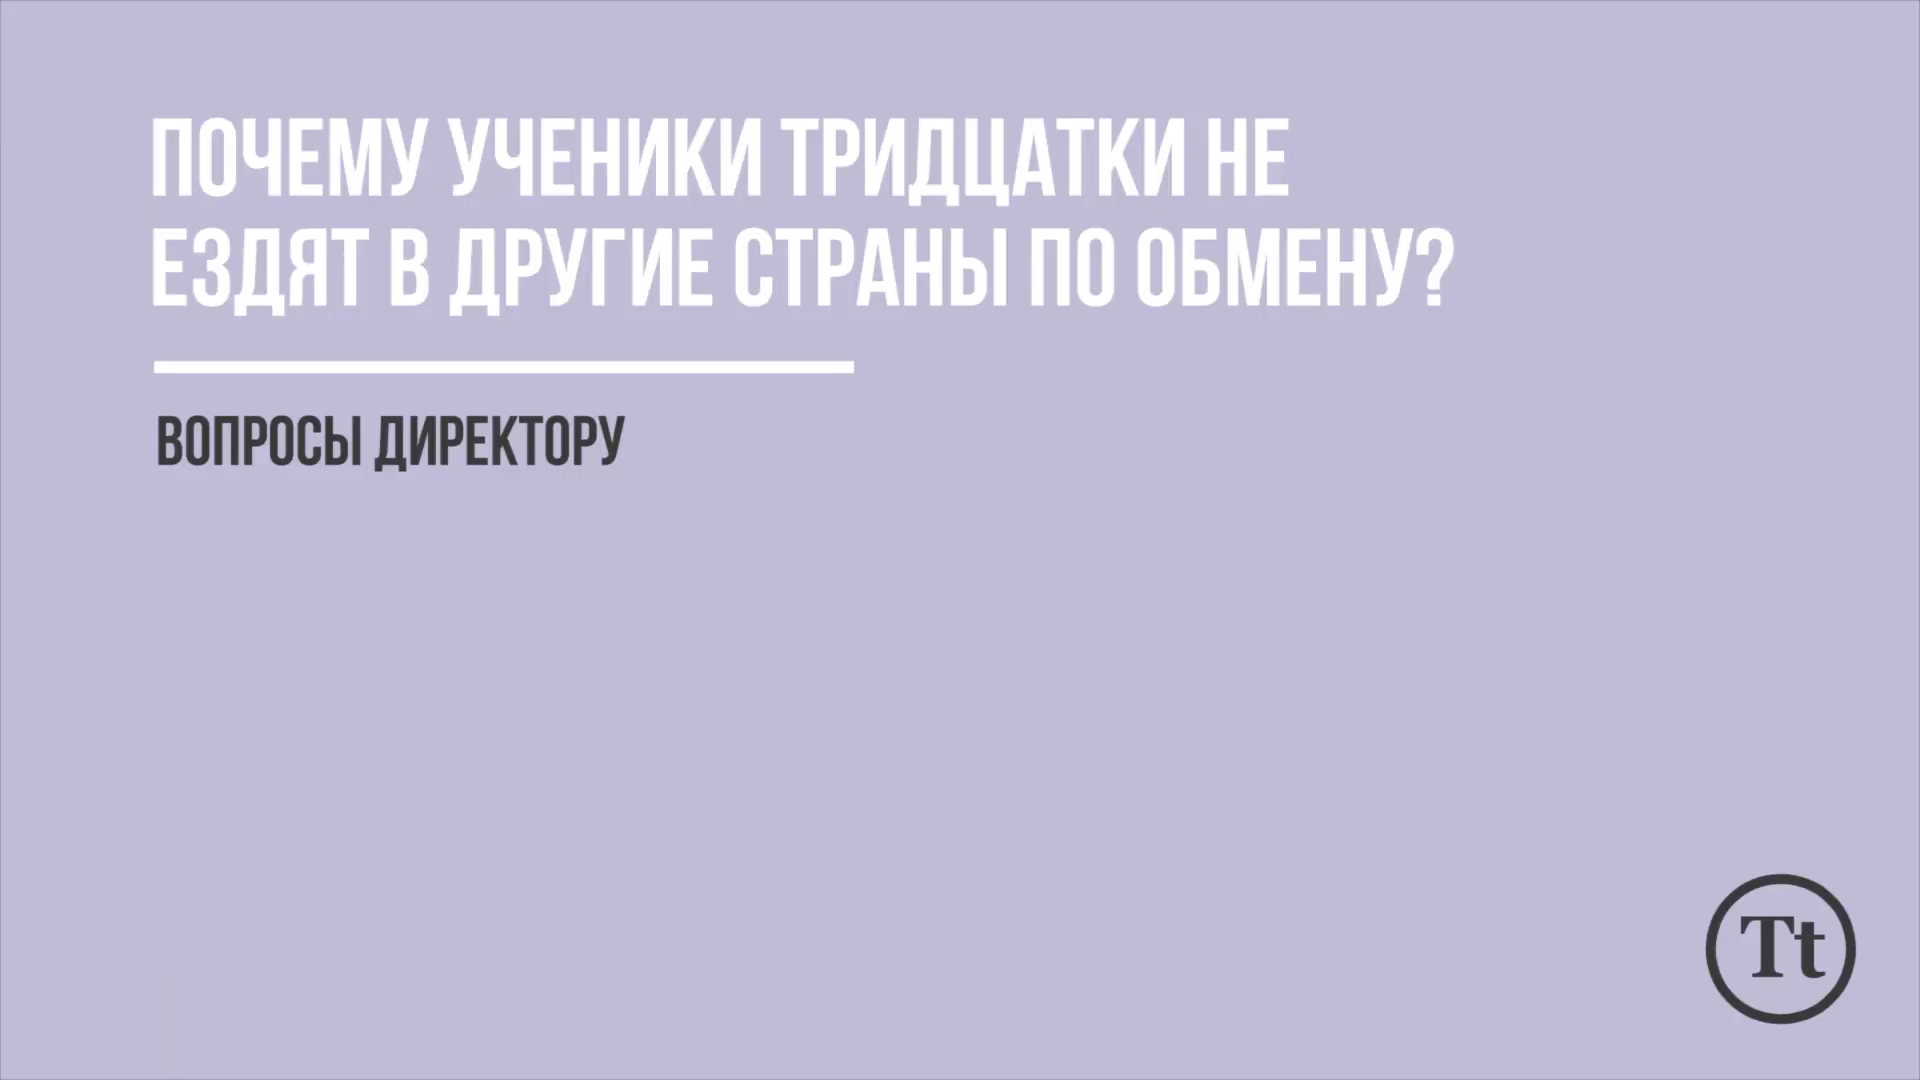 ПОЧЕМУ УЧЕНИКИ ТРИДЦАТКИ НЕ
ЕЗДЯТ В ДРУГИЕ СТРАНЫ ПО ОБМЕНУ?
ВОПРОСЫ ДИРЕКТОРУ
Tt